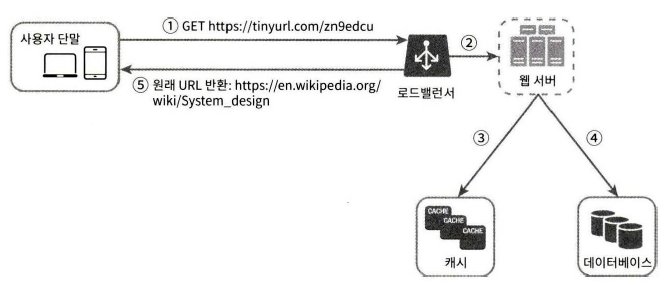 ① GET https://tinyurl.com/zn9edcu
사용자 단말
②
⑤ 원래 URL 반환: https://en.wikipedia.org/
wiki/System_design
로드밸런서
웹 서버
③
④
CACHE
CACHE
CACHE
캐시
데이터베이스